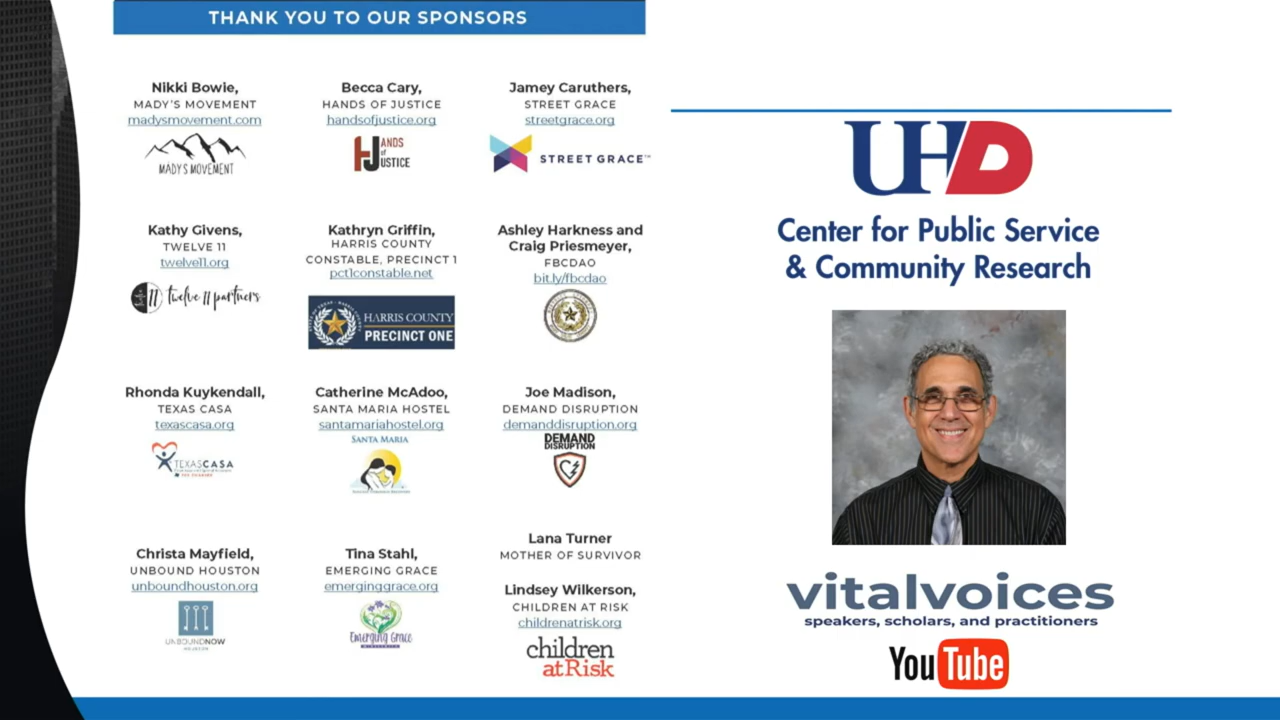 THANK YOU TO OUR SPONSORS
Nikki Bowie,
MADY'S MOVEMENT
madysmovement.com
MADY'S MOVEMENT
Becca Cary,
HANDS OF JUSTICE
handsofjustice.org
HANDS
of
JUSTICE
Jamey Caruthers,
STREET GRACE
streetgrace.org
STREET GRACE™
Kathy Givens,
TWELVE 11
twelve11.org
11 twelve 11 partners
Kathryn Griffin,
HARRIS COUNTY
CONSTABLE, PRECINCT 1
pct1constable.net
HARRIS COUNTY
PRECINCT ONE
Ashley Harkness and
Craig Priesmeyer,
FBCDAO
bit.ly/fbcdao
Rhonda Kuykendall,
TEXAS CASA
texascasa.org
TEXASCASA
Catherine McAdoo,
SANTA MARIA HOSTEL
santamariahostel.org
SANTA MARIA
Joe Madison,
DEMAND DISRUPTION
demanddisruption.org
DEMAND
DISRUPTION
Christa Mayfield,
UNBOUND HOUSTON
unboundhouston.org
UNBOUNDNOW
HOUSTON
Tina Stahl,
EMERGING GRACE
emerginggrace.org
Emerging Grace
Lana Turner
MOTHER OF SURVIVOR
Lindsey Wilkerson,
CHILDREN AT RISK
childrenatrisk.org
children
atRisk
UHD
Center for Public Service
& Community Research
vitalvoices
speakers, scholars, and practitioners
YouTube